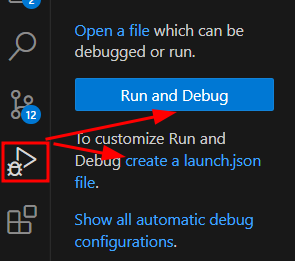 2
Open a file which can be
debugged or run.
Run and Debug
12
To customize Run and
Debug create a launch.json
file.
Show all automatic debug
configurations.